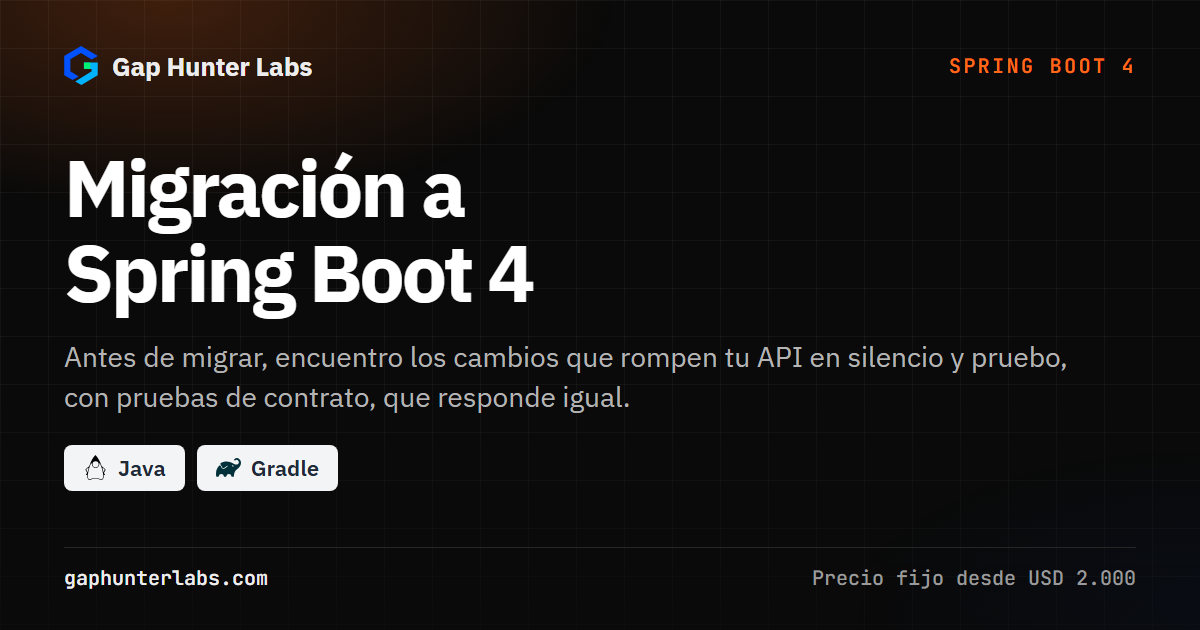 Gap Hunter Labs
SPRING BOOT 4
Migración a
Spring Boot 4
Antes de migrar, encuentro los cambios que rompen tu API en silencio y pruebo,
con pruebas de contrato, que responde igual.
Java
Gradle
gaphunterlabs.com
Precio fijo desde USD 2.000